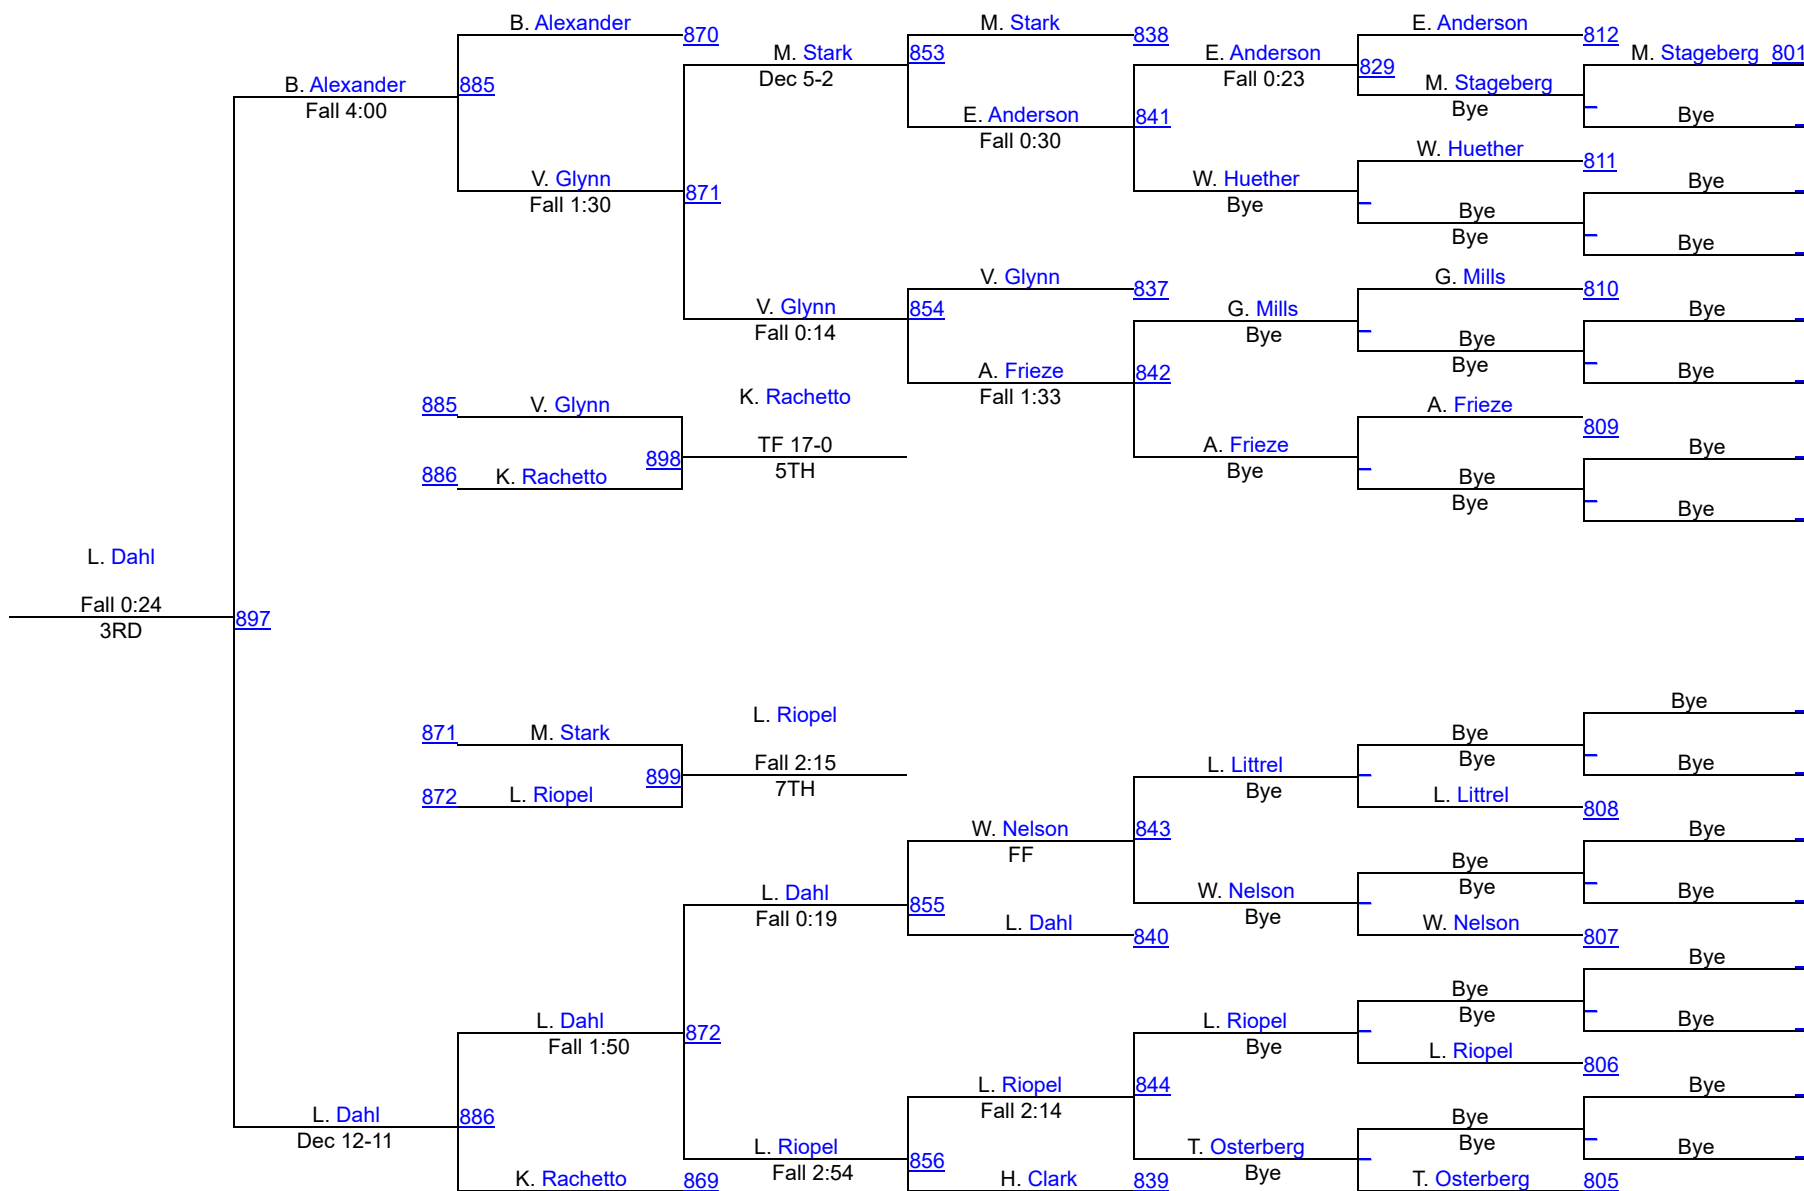 B. Alexander 870
M. Stark 838
E. Anderson 812
M. Stark 853
Dec 5-2
E. Anderson
Fall 0:23
829
M. Stageberg 801
B. Alexander 885
Fall 4:00
M. Stageberg
Bye
E. Anderson 841
Fall 0:30
Bye
W. Huether 811
V. Glynn 871
Fall 1:30
W. Huether
Bye
Bye
Bye
Bye
Bye
V. Glynn 837
G. Mills 810
V. Glynn 854
Fall 0:14
G. Mills
Bye
Bye
Bye
Bye
A. Frieze 842
Fall 1:33
Bye
885 V. Glynn
K. Rachetto
A. Frieze 809
898
TF 17-0
5TH
A. Frieze
Bye
Bye
886 K. Rachetto
Bye
Bye
Bye
L. Dahl
Fall 0:24
3RD
897
Bye
871 M. Stark
L. Riopel
Bye
Bye
899
Fall 2:15
7TH
L. Littrel
Bye
Bye
872 L. Riopel
L. Littrel 808
W. Nelson 843
FF
Bye
Bye
Bye
L. Dahl 855
Fall 0:19
W. Nelson
Bye
Bye
L. Dahl 840
W. Nelson 807
Bye
Bye
Bye
L. Dahl 872
Fall 1:50
L. Riopel
Bye
Bye
L. Riopel 806
L. Riopel 844
Fall 2:14
Bye
L. Dahl 886
Dec 12-11
Bye
Bye
L. Riopel 856
Fall 2:54
T. Osterberg
Bye
Bye
K. Rachetto 869
H. Clark 839
T. Osterberg 805